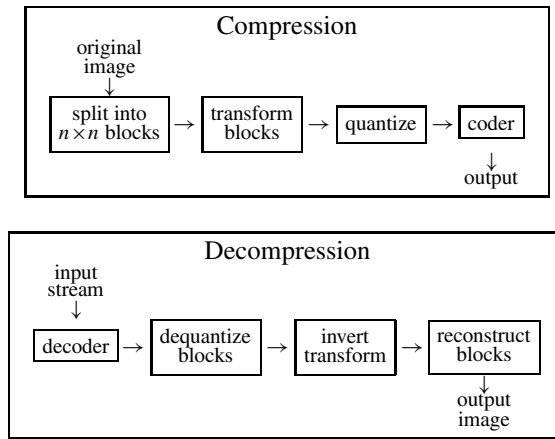 Compression
original
image
↓
split into
n×n blocks
→
transform
blocks
→
quantize
→
coder
↓
output
Decompression
input
stream
↓
decoder
→
dequantize
blocks
→
invert
transform
→
reconstruct
blocks
↓
output
image